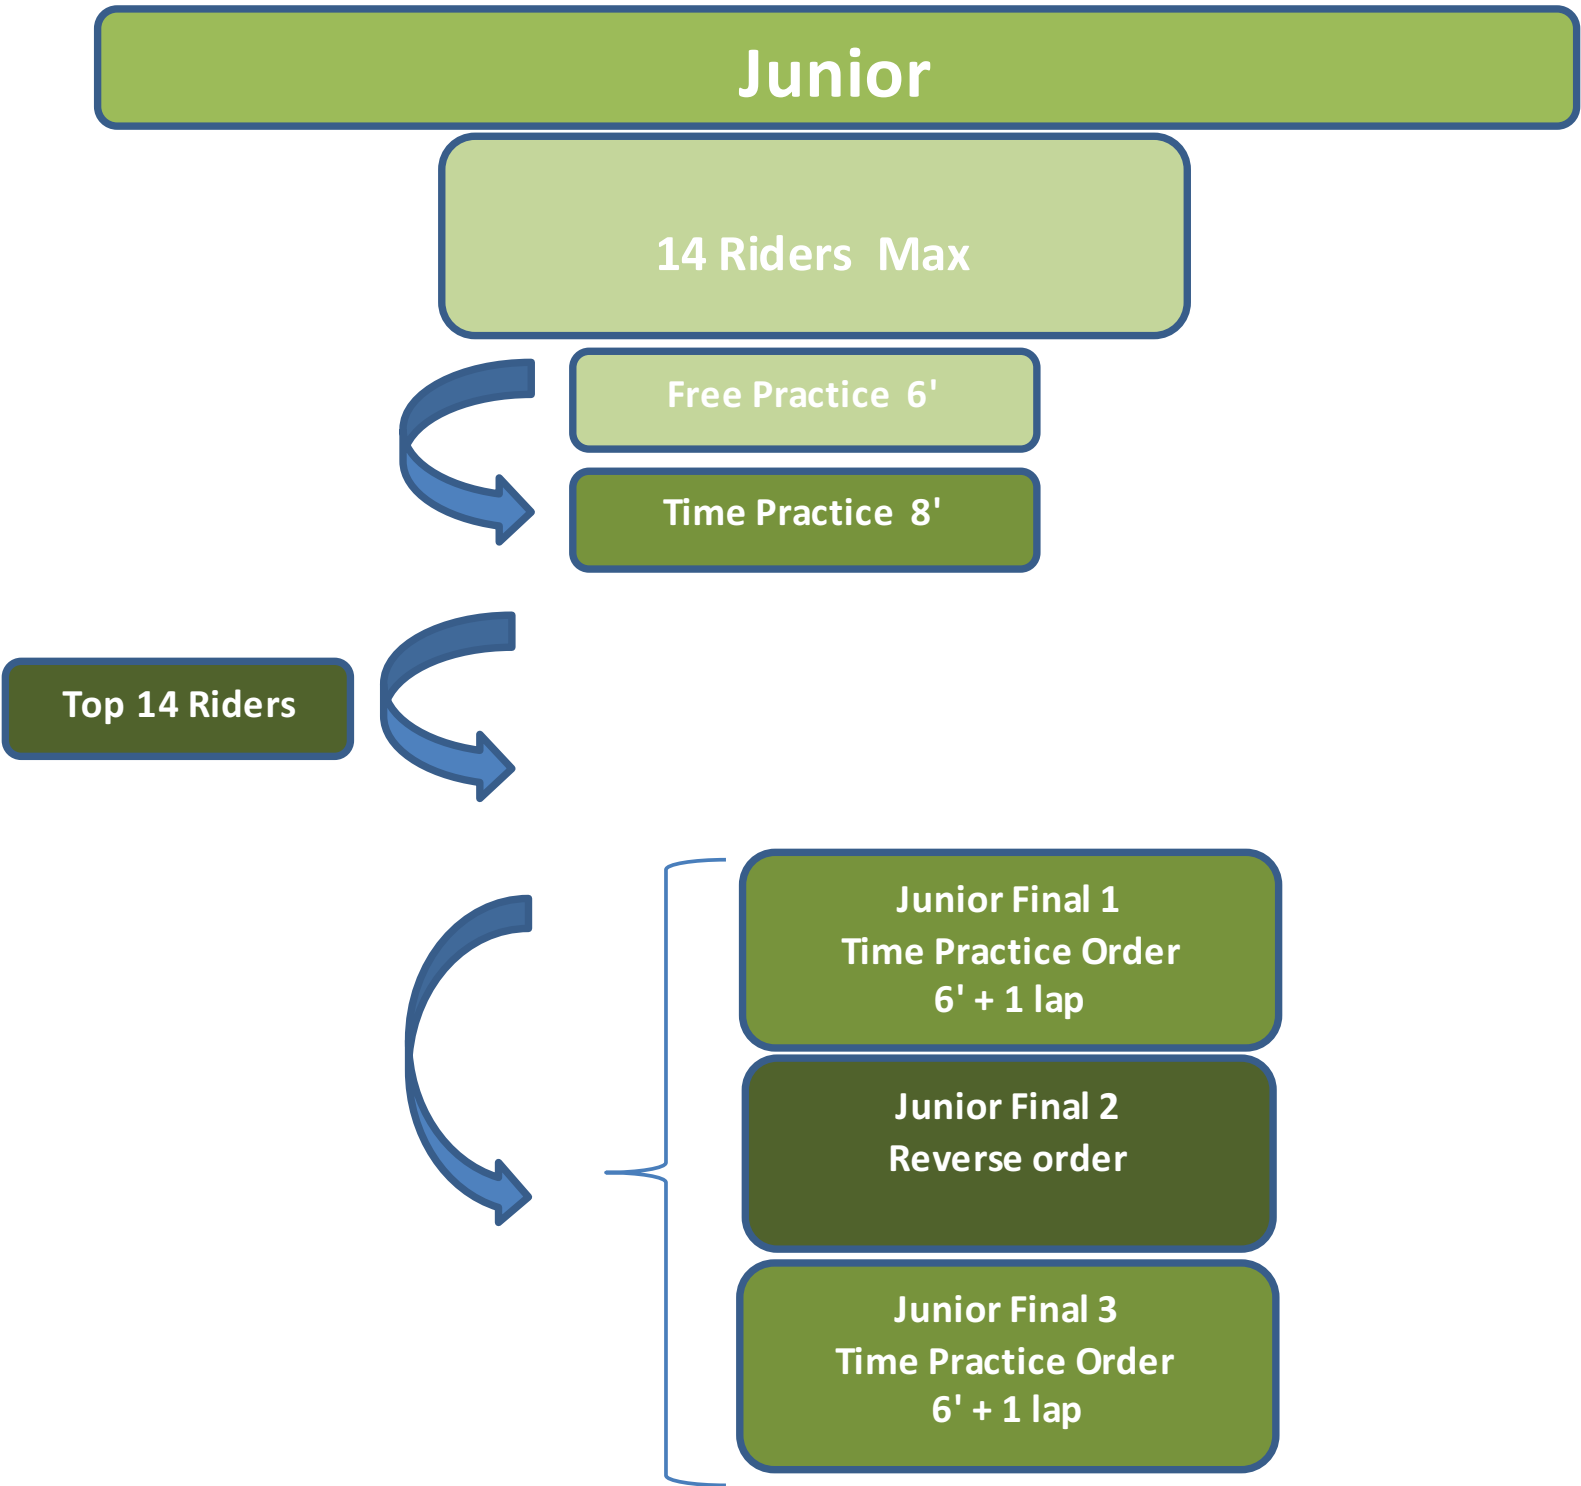 Junior
14 Riders  Max
Free Practice  6'
Time Practice  8'
Top 14 Riders
Junior Final 1
Time Practice Order
6' + 1 lap
Junior Final 2
Reverse order
Junior Final 3
Time Practice Order
6' + 1 lap